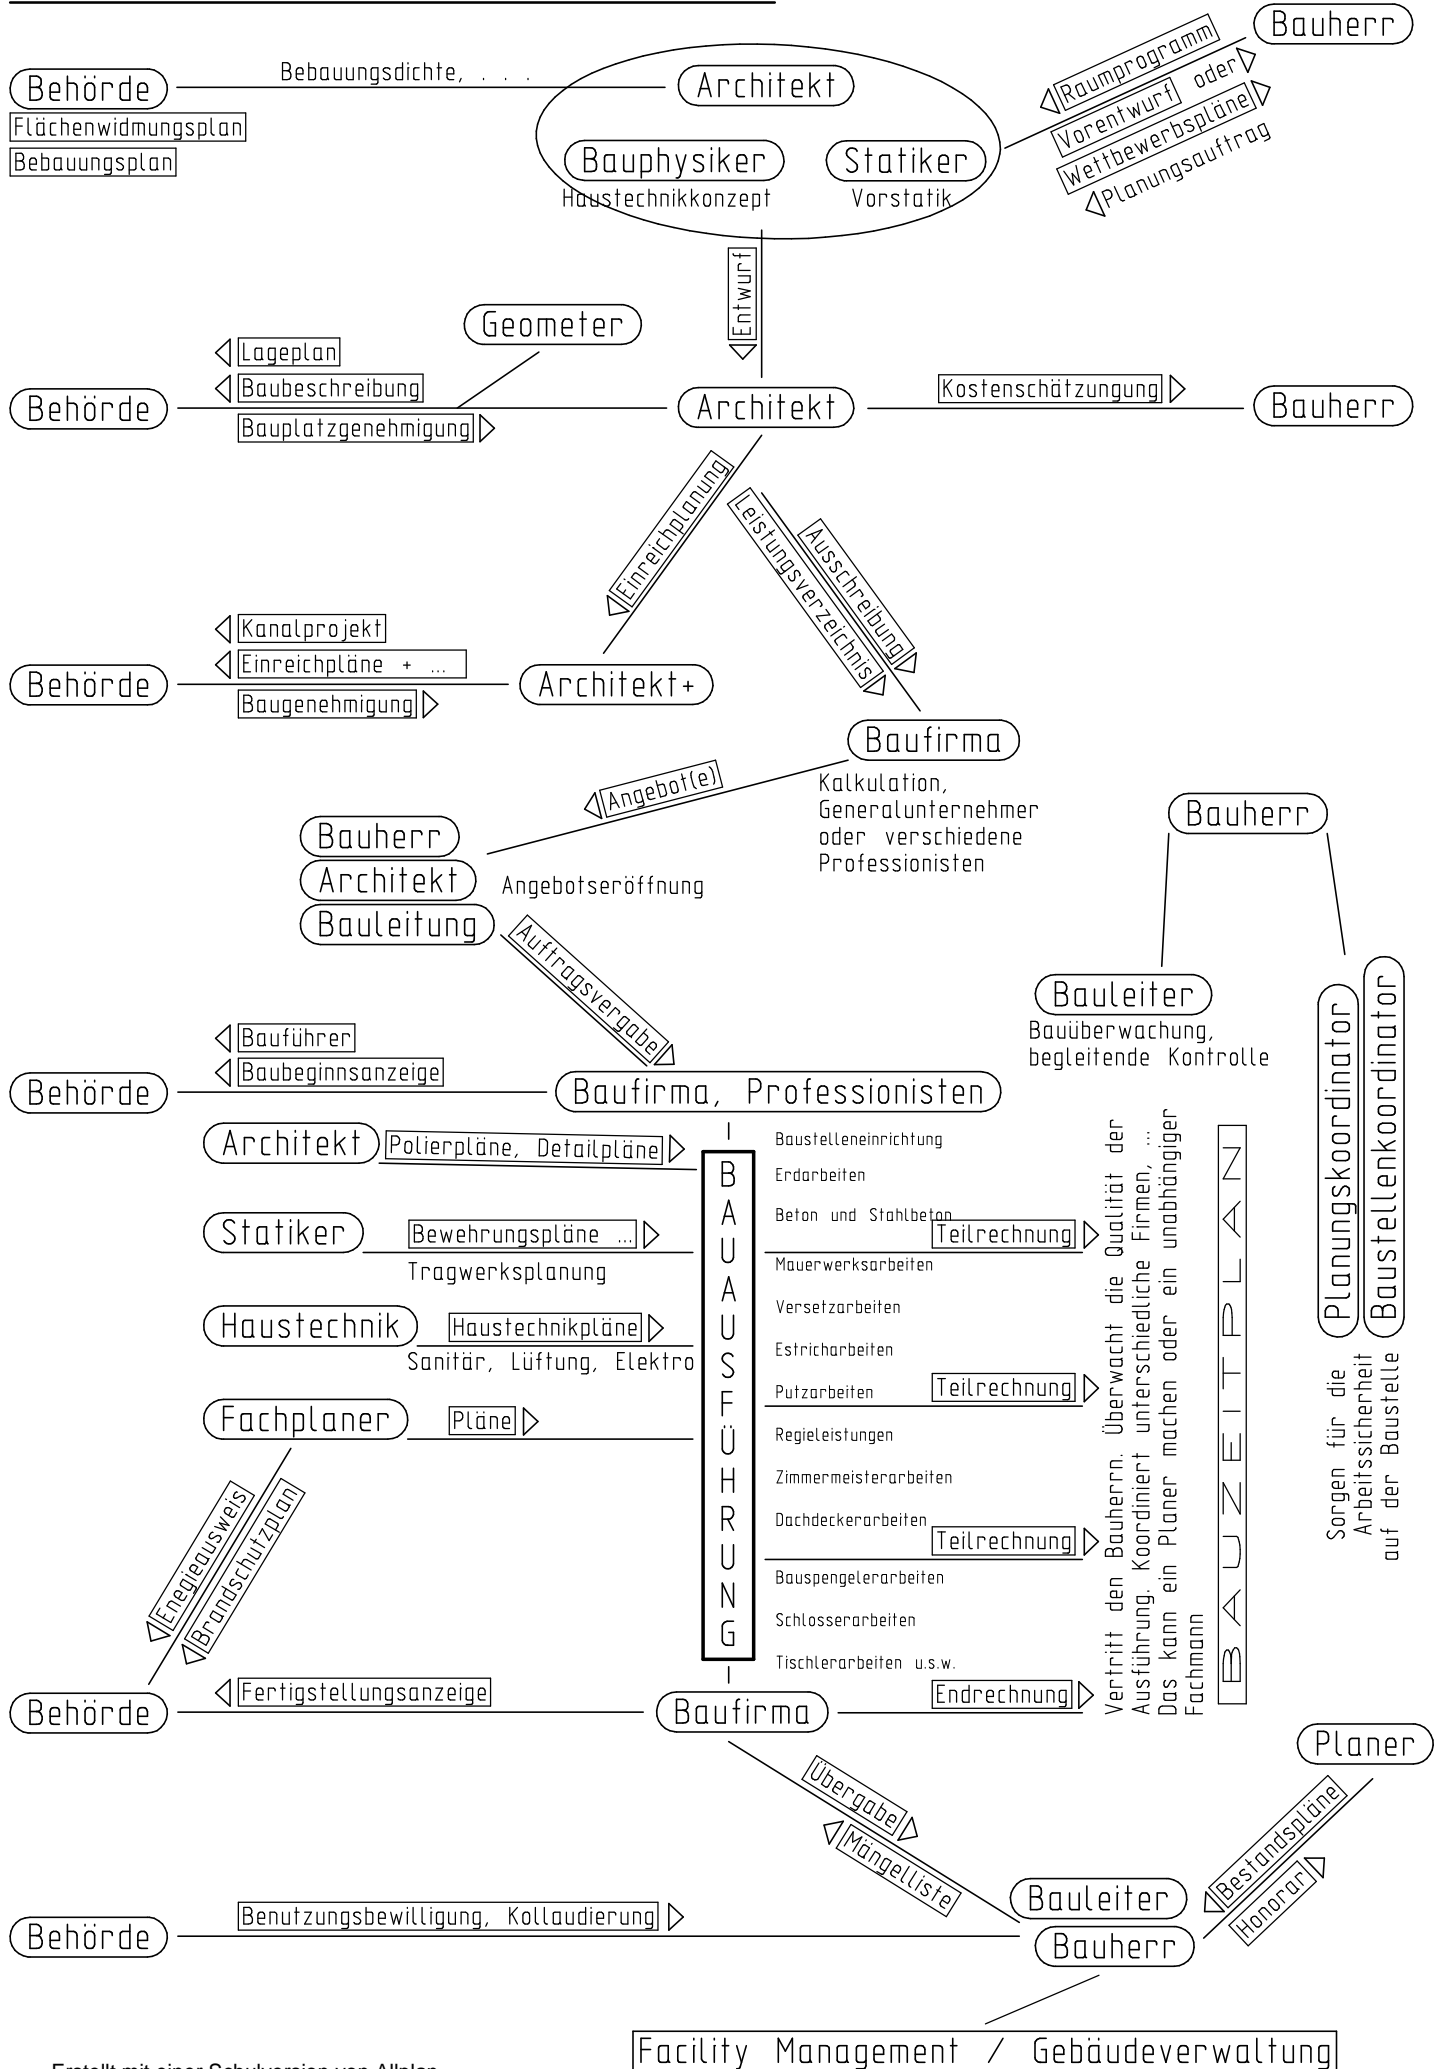 Bauherr
Behörde
Bebauungsdichte, . . .
Architekt
Raumprogramm
Vorentwurf oder
Wettbewerbspläne
Planungsauftrag
Flächenwidmungsplan
Bebauungsplan
Bauphysiker
Statiker
Haustechnikkonzept
Vorstatik
Entwurf
Geometer
Lageplan
Baubeschreibung
Behörde
Bauplatzgenehmigung
Architekt
Kostenschätzungung
Bauherr
Einreichplanung
Leistungsverzeichnis
Ausschreibung
Kanalprojekt
Einreichpläne + ...
Behörde
Baugenehmigung
Architekt+
Baufirma
Kalkulation,
Generalunternehmer
oder verschiedene
Professionisten
Angebot(e)
Bauherr
Architekt
Bauleitung
Angebotseröffnung
Auftragsvergabe
Bauherr
Bauleiter
Bauüberwachung,
begleitende Kontrolle
Planungskoordinator
Baustellenkoordinator
Sorgen für die
Arbeitssicherheit
auf der Baustelle
Bauführer
Baubeginnsanzeige
Behörde
Baufirma, Professionisten
Architekt
Polierpläne, Detailpläne
Statiker
Bewehrungspläne ...
Tragwerksplanung
Haustechnik
Haustechnikpläne
Sanitär, Lüftung, Elektro
Fachplaner
Pläne
BAUAUSFÜHRUNG
Baustelleneinrichtung
Erdarbeiten
Beton und Stahlbeton
Teilrechnung
Mauerwerksarbeiten
Versetzarbeiten
Estricharbeiten
Putzarbeiten
Teilrechnung
Regieleistungen
Zimmermeisterarbeiten
Dachdeckerarbeiten
Teilrechnung
Bauspengelerarbeiten
Schlosserarbeiten
Tischlerarbeiten u.s.w.
Endrechnung
Vertritt den Bauherrn. Überwacht die Qualität der
Ausführung. Koordiniert unterschiedliche Firmen, ...
Das kann ein Planer machen oder ein unabhängiger
Fachmann
BAUZEITPLAN
Enegieausweis
Brandschutzplan
Behörde
Fertigstellungsanzeige
Baufirma
Übergabe
Mängelliste
Planer
Bestandspläne
Honorar
Bauleiter
Bauherr
Behörde
Benutzungsbewilligung, Kollaudierung
Facility Management / Gebäudeverwaltung
Erstellt mit einer Schulversion von Allplan